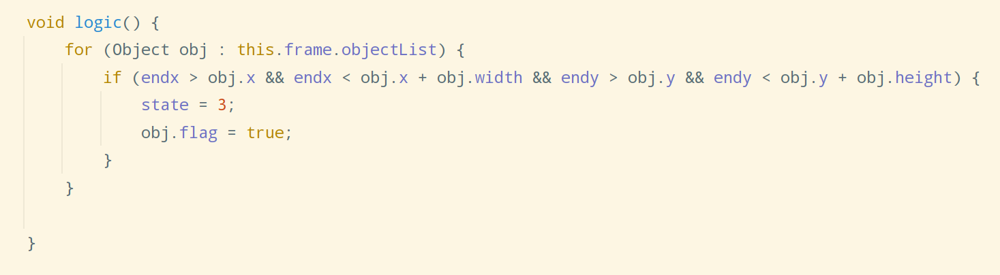 void logic() {
    for (Object obj : this.frame.objectList) {
        if (endx > obj.x && endx < obj.x + obj.width && endy > obj.y && endy < obj.y + obj.height) {
            state = 3;
            obj.flag = true;
        }
    }

}